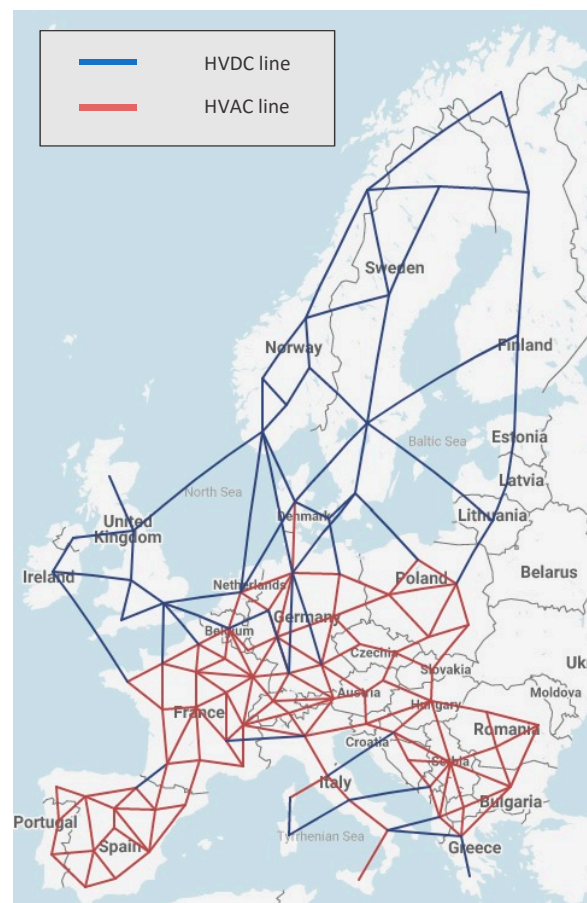 HVDC line
HVAC line
Sweden
Norway
Finland
Baltic Sea
Estonia
Latvia
North Sea
Denmark
Lithuania
United
Kingdom
Ireland
Netherlands
Poland
Belarus
Germany
Belgium
Czechia
Slovakia
Uk
Austria
Moldova
Hungary
France
Romania
Croatia
Serbia
Italy
Bulgaria
Portugal
Spain
Tyrrhenian Sea
Greece